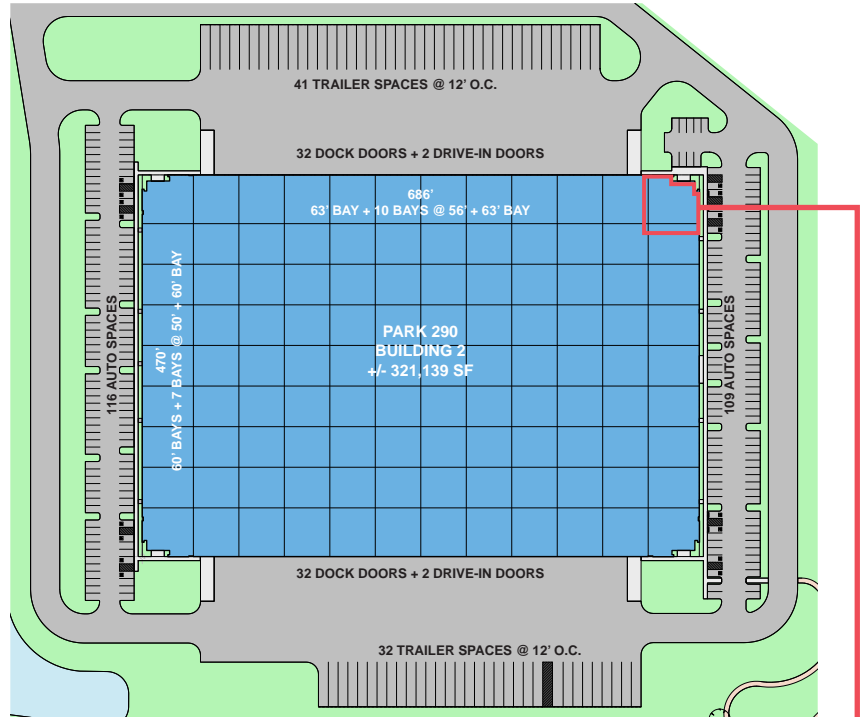 41 TRAILER SPACES @ 12' O.C.
32 DOCK DOORS + 2 DRIVE-IN DOORS
686'
63' BAY + 10 BAYS @ 56' + 63' BAY
116 AUTO SPACES
470'
60' BAYS + 7 BAYS @ 50' + 60' BAY
PARK 290
BUILDING 2
+/- 321,139 SF
109 AUTO SPACES
32 DOCK DOORS + 2 DRIVE-IN DOORS
32 TRAILER SPACES @ 12' O.C.